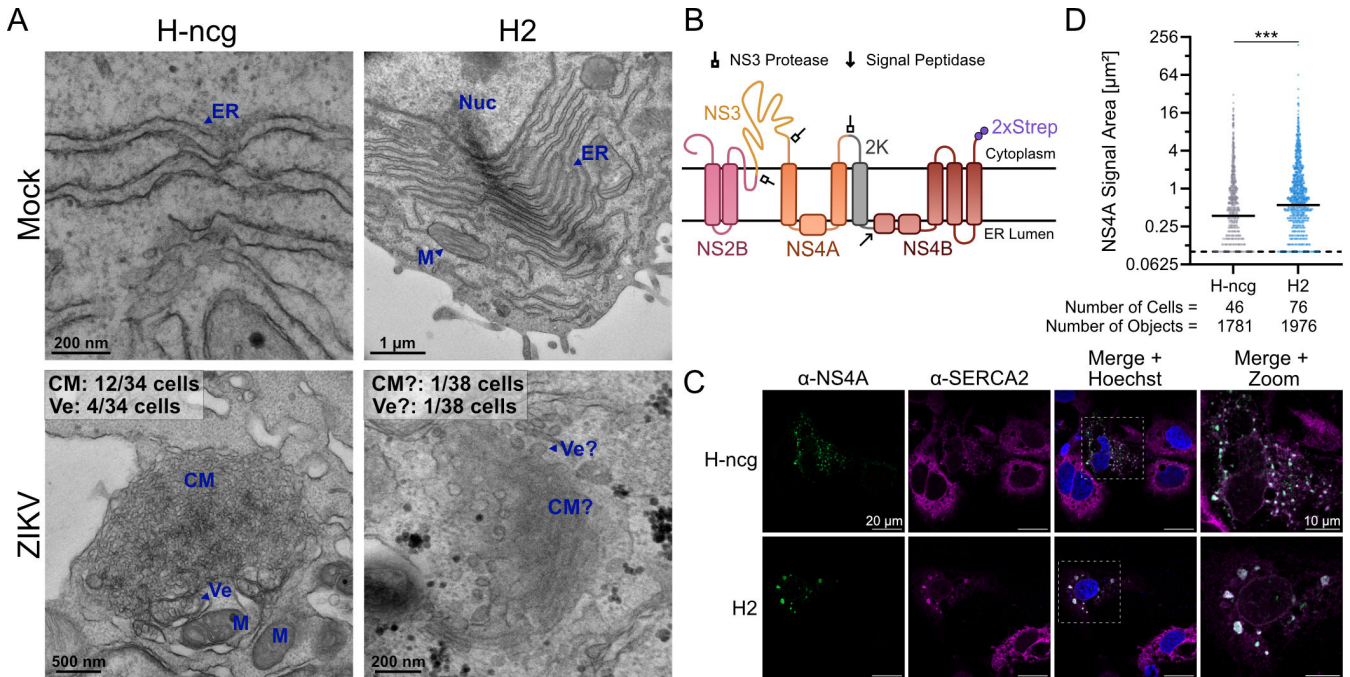 A
H-ncg
H2
Mock
ER
200 nm
Nuc
ER
M
1 µm
ZIKV
CM: 12/34 cells
Ve: 4/34 cells
CM
Ve
M
M
500 nm
CM?: 1/38 cells
Ve?: 1/38 cells
Ve?
CM?
200 nm
B
NS3 Protease
Signal Peptidase
NS3
2K
2xStrep
Cytoplasm
ER Lumen
NS2B
NS4A
NS4B
D
NS4A Signal Area [µm²]
256
64
16
4
1
0.25
0.0625
***
H-ncg
H2
Number of Cells = 46 76
Number of Objects = 1781 1976
C
α-NS4A
α-SERCA2
Merge +
Hoechst
Merge +
Zoom
H-ncg
20 µm
10 µm
H2